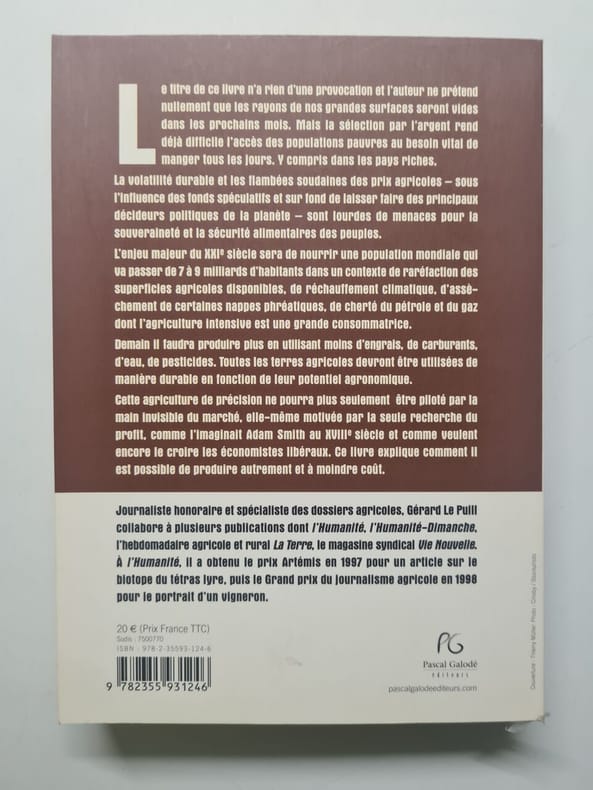 Le titre de ce livre n'a rien d'une provocation et l'auteur ne prétend
nullement que les rayons de nos grandes surfaces seront vides
dans les prochains mois. Mais la sélection par l'argent rend
déjà difficile l'accès des populations pauvres au besoin vital de
manger tous les jours. Y compris dans les pays riches.
La volatilité durable et les flambées soudaines des prix agricoles – sous
l'influence des fonds spéculatifs et sur fond de laisser faire des principaux
décideurs politiques de la planète – sont lourdes de menaces pour la
souveraineté et la sécurité alimentaires des peuples.
L'enjeu majeur du XXIe siècle sera de nourrir une population mondiale qui
va passer de 7 à 9 milliards d'habitants dans un contexte de raréfaction des
superficies agricoles disponibles, de réchauffement climatique, d'assè-
chement de certaines nappes phréatiques, de cherté du pétrole et du gaz
dont l'agriculture intensive est une grande consommatrice.
Demain il faudra produire plus en utilisant moins d'engrais, de carburants,
d'eau, de pesticides. Toutes les terres agricoles devront être utilisées de
manière durable en fonction de leur potentiel agronomique.
Cette agriculture de précision ne pourra plus seulement être piloté par la
main invisible du marché, elle-même motivée par la seule recherche du
profit, comme l'imaginait Adam Smith au XVIIIe siècle et comme veulent
encore le croire les économistes libéraux. Ce livre explique comment il
est possible de produire autrement et à moindre coût.
Journaliste honoraire et spécialiste des dossiers agricoles, Gérard Le Puill
collabore à plusieurs publications dont l'Humanité, l'Humanité-Dimanche,
l'hebdomadaire agricole et rural La Terre, le magasine syndical Vie Nouvelle.
À l'Humanité, il a obtenu le prix Artémis en 1997 pour un article sur le
biotope du tétras lyre, puis le Grand prix du journalisme agricole en 1998
pour le portrait d'un vigneron.
20 € (Prix France TTC)
Sodis : 7500770
ISBN : 978-2-35593-124-6
9 782355 931246
PG
Pascal Galodé
éditeurs
pascalgalodeediteurs.com
Couverture : Thierry Müller. Photo :